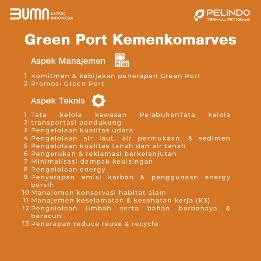 BUMN UNTUK INDONESIA
PELINDO
TERMINAL PETIKEMAS
Green Port Kemenkomarves
Aspek Manajemen
1 Komitmen & kebijakan penerapan Green Port
2 Promosi Green Port
Aspek Teknis
1 Tata kelola kawasan PelabuhanTata kelola
2 transportasi pendukung
3 Pengelolaan kualitas udara
4 Pengelolaan air laut, air permukaan, & sedimen
5 Pengelolaan kualitas tanah dan air tanah
6 Pengerukan & reklamasi berkelanjutan
7 Minimalisasi dampak kebisingan
8 Pengelolaan energy
9 Penyerapan emisi karbon & penggunaan energy
bersih
10 Manajemen konservasi habitat alam
11 Manajemen keselamatan & kesehatan kerja (K3)
12 Pengelolaan limbah serta bahan berbahaya &
beracun
13 Penerapan reduce reuse & recycle